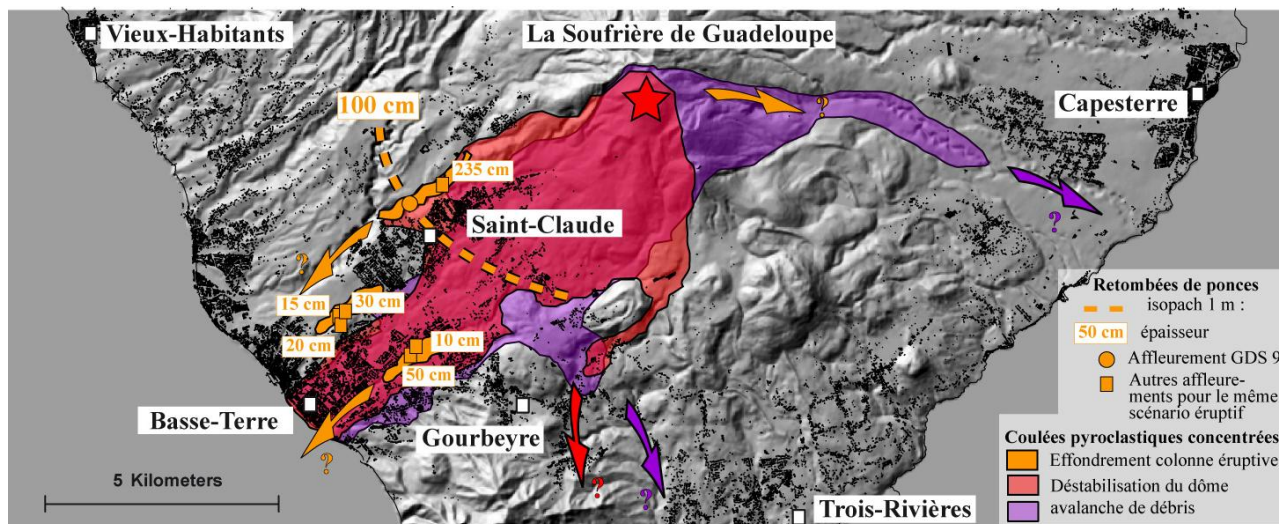 Vieux-Habitants
La Soufrière de Guadeloupe
Capesterre
100 cm
?
235 cm
Saint-Claude
?
?
15 cm
30 cm
20 cm
10 cm
50 cm
Basse-Terre
Gourbeyre
?
?
?
5 Kilometers
Trois-Rivières
Retombées de ponces
isopach 1 m :
50 cm
épaisseur
Affleurement GDS 9
Autres affleure-
ments pour le même
scénario éruptif
Coulées pyroclastiques concentrées
Effondrement colonne éruptive
Déstabilisation du dôme
avalanche de débris